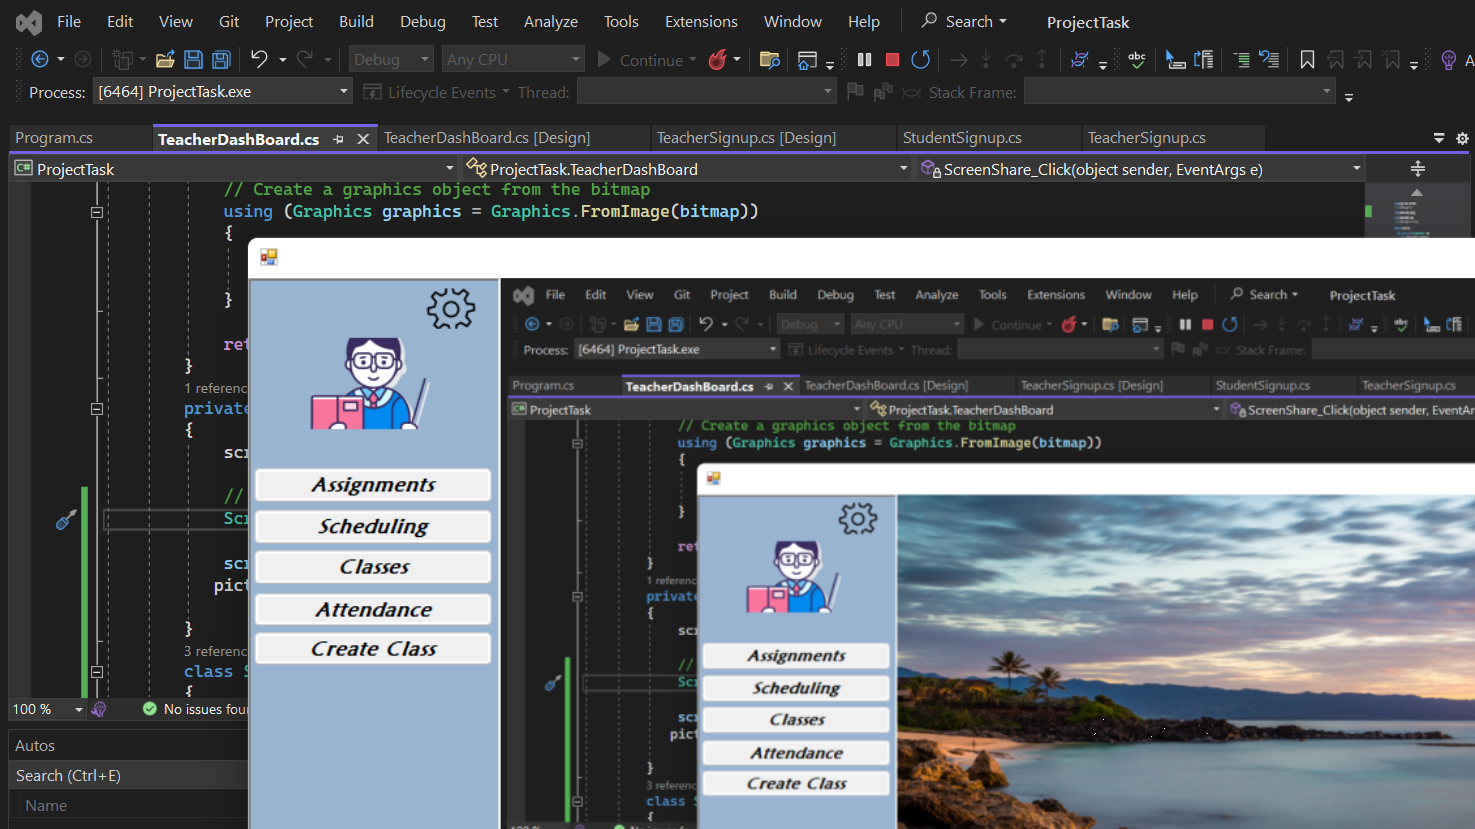 File Edit View Git Project Build Debug Test Analyze Tools Extensions Window Help Search ProjectTask
Debug Any CPU Continue abc A
Process: [6464] ProjectTask.exe Lifecycle Events Thread: Stack Frame:
Program.cs TeacherDashBoard.cs TeacherDashBoard.cs [Design] TeacherSignup.cs [Design] StudentSignup.cs TeacherSignup.cs
C# ProjectTask ProjectTask.TeacherDashBoard ScreenShare_Click(object sender, EventArgs e)
// Create a graphics object from the bitmap
using (Graphics graphics = Graphics.FromImage(bitmap))
{
}
ret
}
1 referenc
private
{
scr
//
Scr
scr
pict
}
3 referenc
class S
{
100 % No issues foun
Autos
Search (Ctrl+E)
Name
Assignments
Scheduling
Classes
Attendance
Create Class
File Edit View Git Project Build Debug Test Analyze Tools Extensions Window Help Search ProjectTask
Debug Any CPU Continue abc
Process: [6464] ProjectTask.exe Lifecycle Events Thread: Stack Frame:
Program.cs TeacherDashBoard.cs TeacherDashBoard.cs [Design] TeacherSignup.cs [Design] StudentSignup.cs TeacherSignup.cs
C# ProjectTask ProjectTask.TeacherDashBoard ScreenShare_Click(object sender, EventAr
// Create a graphics object from the bitmap
using (Graphics graphics = Graphics.FromImage(bitmap))
{
}
ret
}
1 referenc
private
{
scr
//
Scr
scr
pict
}
3 referenc
class S
{
Assignments
Scheduling
Classes
Attendance
Create Class